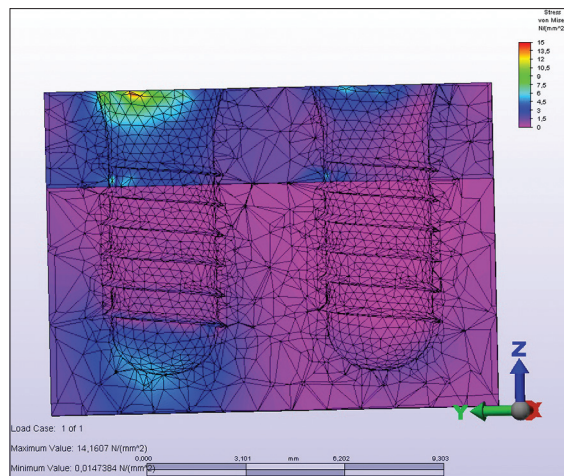 Stress
von Mises
N/(mm^2)
15
13,5
12
10,5
9
7,5
6
4,5
3
1,5
0
Z
Y
X
Load Case: 1 of 1
Maximum Value: 14,1607 N/(mm^2)
0,000 3,101 mm 6,202 9,303
Minimum Value: 0,0147384 N/(mm^2)